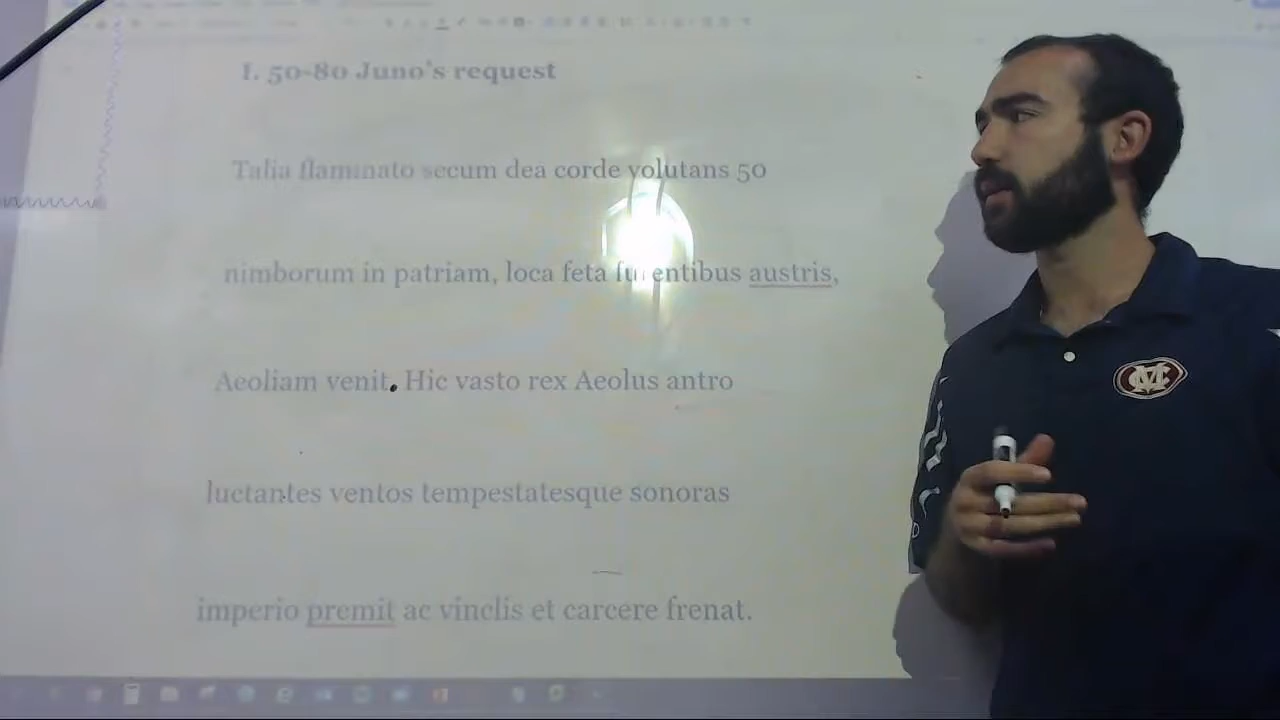 I. 50-80 Juno's request
Talia flammato secum dea corde volutans 50
nimborum in patriam, loca feta furentibus austris,
Aeoliam venit. Hic vasto rex Aeolus antro
luctantes ventos tempestatesque sonoras
imperio premit ac vinclis et carcere frenat.
MC